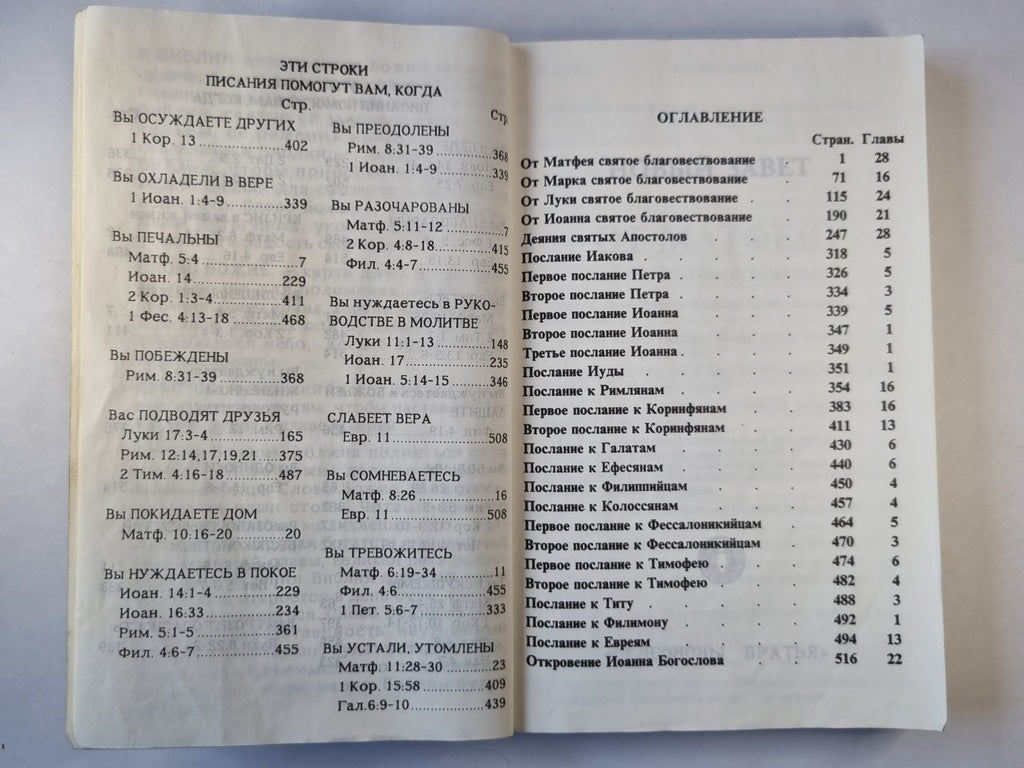 ЭТИ СТРОКИ
ПИСАНИЯ ПОМОГУТ ВАМ, КОГДА
Стр.
Вы ОСУЖДАЕТЕ ДРУГИХ
1 Кор. 13 ................402
Вы ОХЛАДЕЛИ В ВЕРЕ
1 Иоан. 1:4-9 ............339
Вы ПЕЧАЛЬНЫ
Матф. 5:4 ....................7
Иоан. 14 ..................229
2 Кор. 1:3-4 .............411
1 Фес. 4:13-18 ..........468
Вы ПОБЕЖДЕНЫ
Рим. 8:31-39 .............368
Вас ПОДВОДЯТ ДРУЗЬЯ
Луки 17:3-4 ..............165
Рим. 12:14,17,19,21 ....375
2 Тим. 4:16-18 ..........487
Вы ПОКИДАЕТЕ ДОМ
Матф. 10:16-20 ............20
Вы НУЖДАЕТЕСЬ В ПОКОЕ
Иоан. 14:1-4 .............229
Иоан. 16:33 ..............234
Рим. 5:1-5 ...............361
Фил. 4:6-7 ...............455
Стр
Вы ПРЕОДОЛЕНЫ
Рим. 8:31-39 .............368
1 Иоан. 1:4-9 ............339
Вы РАЗОЧАРОВАНЫ
Матф. 5:11-12 ..............7
2 Кор. 4:8-18 ............415
Фил. 4:4-7 ...............455
Вы нуждаетесь в РУКО-
ВОДСТВЕ В МОЛИТВЕ
Луки 11:1-13 .............148
Иоан. 17 .................235
1 Иоан. 5:14-15 ..........346
СЛАБЕЕТ ВЕРА
Евр. 11 ..................508
Вы СОМНЕВАЕТЕСЬ
Матф. 8:26 ................16
Евр. 11 ..................508
Вы ТРЕВОЖИТЕСЬ
Матф. 6:19-34 .............11
Фил. 4:6 .................455
1 Пет. 5:6-7 .............333
Вы УСТАЛИ, УТОМЛЕНЫ
Матф. 11:28-30 ............23
1 Кор. 15:58 .............409
Гал.6:9-10 ...............439
ОГЛАВЛЕНИЕ
Стран. Главы
От Матфея святое благовествование . 1 28
От Марка святое благовествование . 71 16
От Луки святое благовествование . . 115 24
От Иоанна святое благовествование . 190 21
Деяния святых Апостолов . . . 247 28
Послание Иакова . . . . 318 5
Первое послание Петра . . . . 326 5
Второе послание Петра . . . . 334 3
Первое послание Иоанна . . . 339 5
Второе послание Иоанна . . . 347 1
Третье послание Иоанна . . . . 349 1
Послание Иуды . . . . . 351 1
Послание к Римлянам . . . . 354 16
Первое послание к Коринфянам . . 383 16
Второе послание к Коринфянам . . 411 13
Послание к Галатам . . . . 430 6
Послание к Ефесянам . . . . 440 6
Послание к Филиппийцам . . . 450 4
Послание к Колоссянам . . . 457 4
Первое послание к Фессалоникийцам . 464 5
Второе послание к Фессалоникийцам . 470 3
Первое послание к Тимофею . . . 474 6
Второе послание к Тимофею . . . 482 4
Послание к Титу . . . . . 488 3
Послание к Филимону . . . . 492 1
Послание к Евреям . . . . 494 13
Откровение Иоанна Богослова . . 516 22